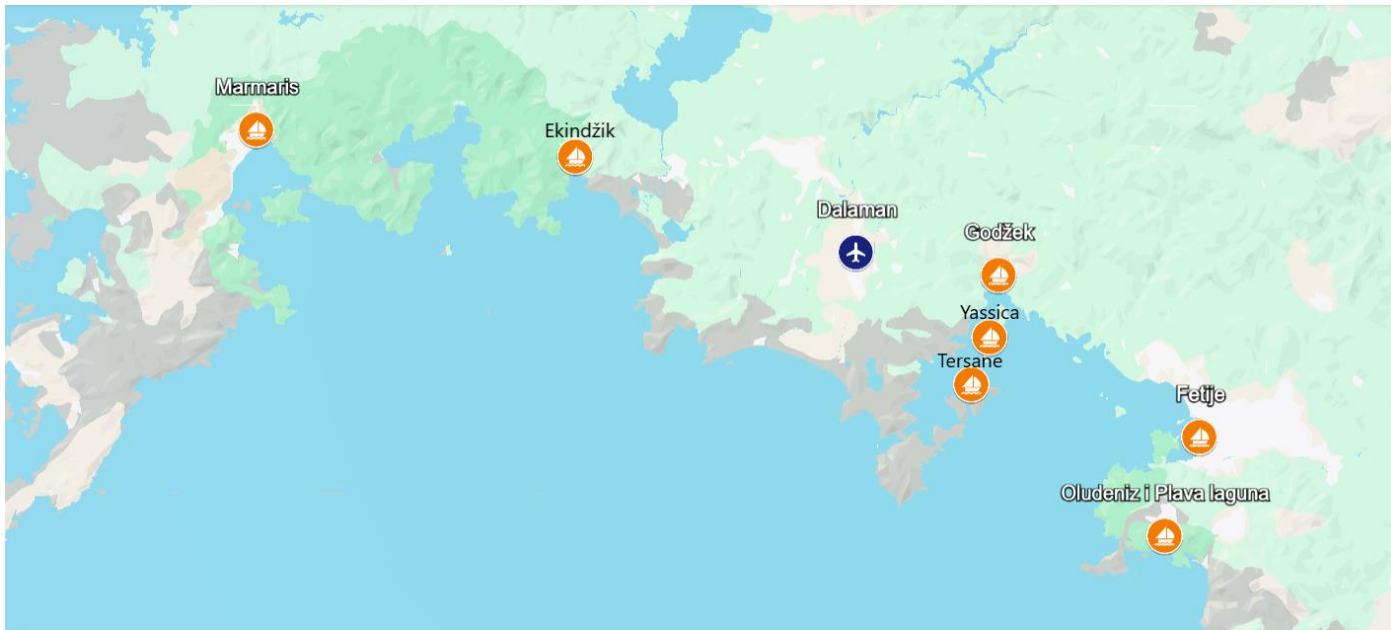 Marmaris
Ekindžik
Dalaman
Godžek
Yassica
Tersane
Fetije
Oludeniz i Plava laguna